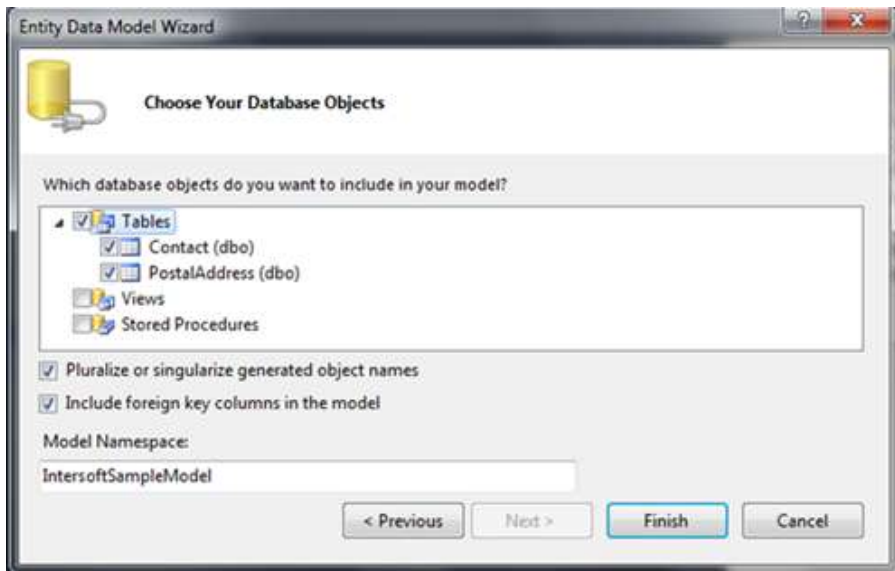 Entity Data Model Wizard
?
Choose Your Database Objects
Which database objects do you want to include in your model?
Tables
Contact (dbo)
PostalAddress (dbo)
Views
Stored Procedures
Pluralize or singularize generated object names
Include foreign key columns in the model
Model Namespace:
IntersoftSampleModel
< Previous Next > Finish Cancel